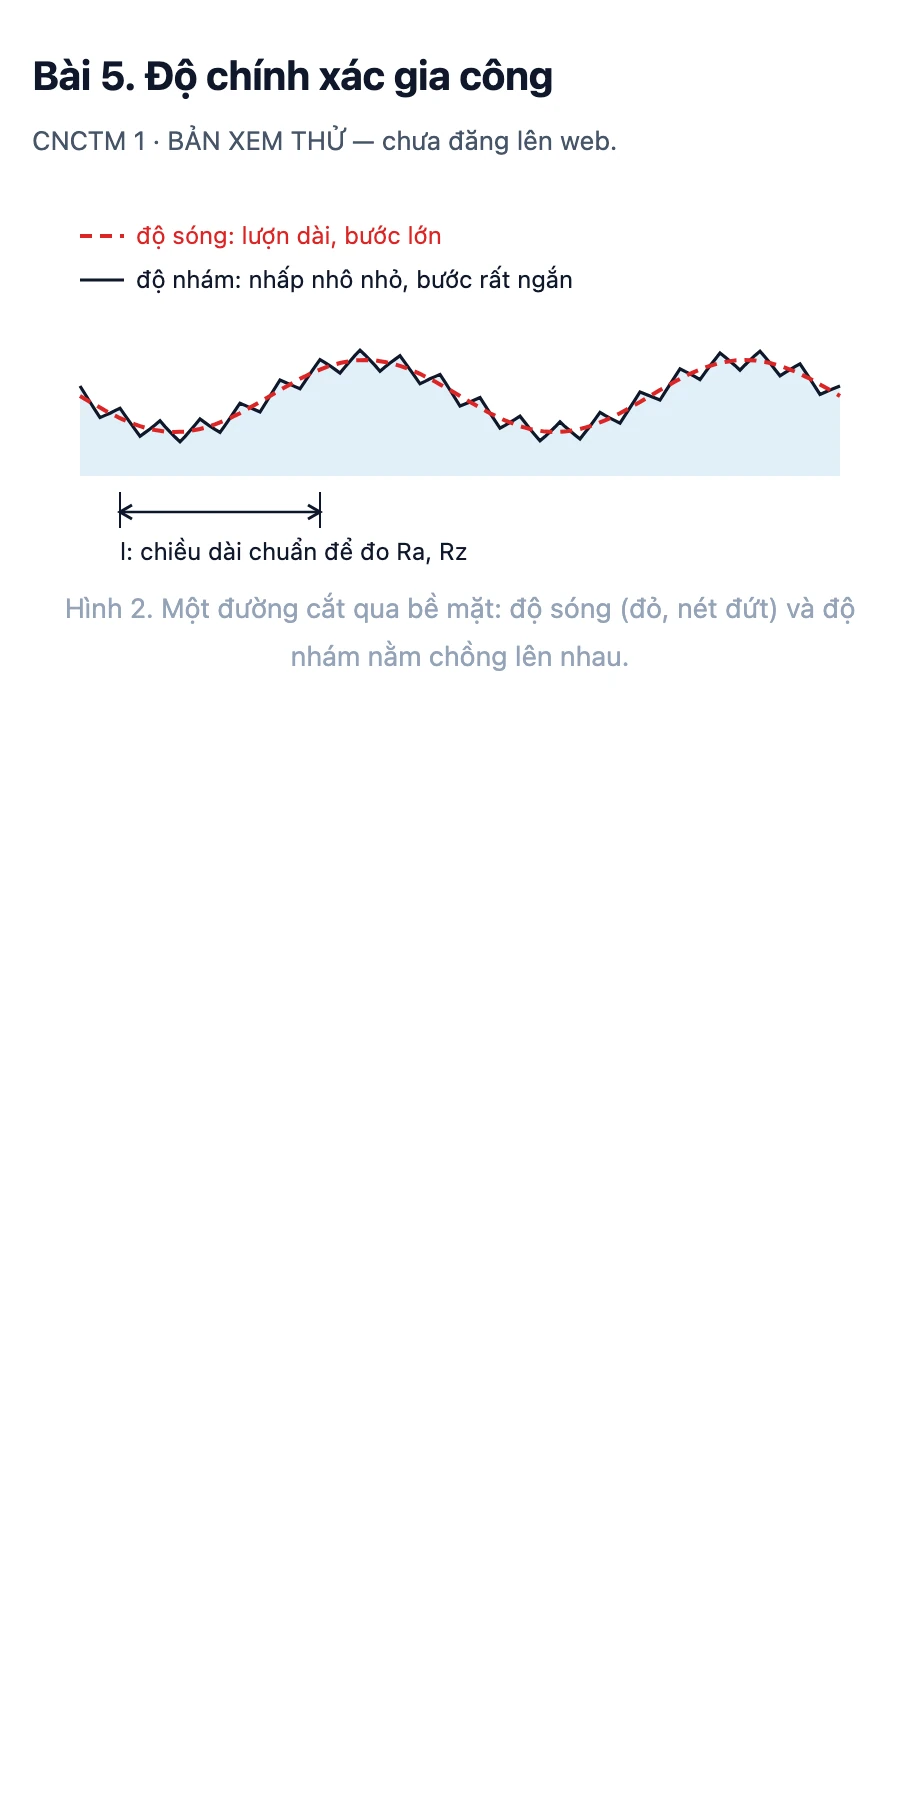 Bài 5. Độ chính xác gia công
CNCTM 1 · BẢN XEM THỬ — chưa đăng lên web.
độ sóng: lượn dài, bước lớn
độ nhám: nhấp nhô nhỏ, bước rất ngắn
l: chiều dài chuẩn để đo Ra, Rz
Hình 2. Một đường cắt qua bề mặt: độ sóng (đỏ, nét đứt) và độ
nhám nằm chồng lên nhau.